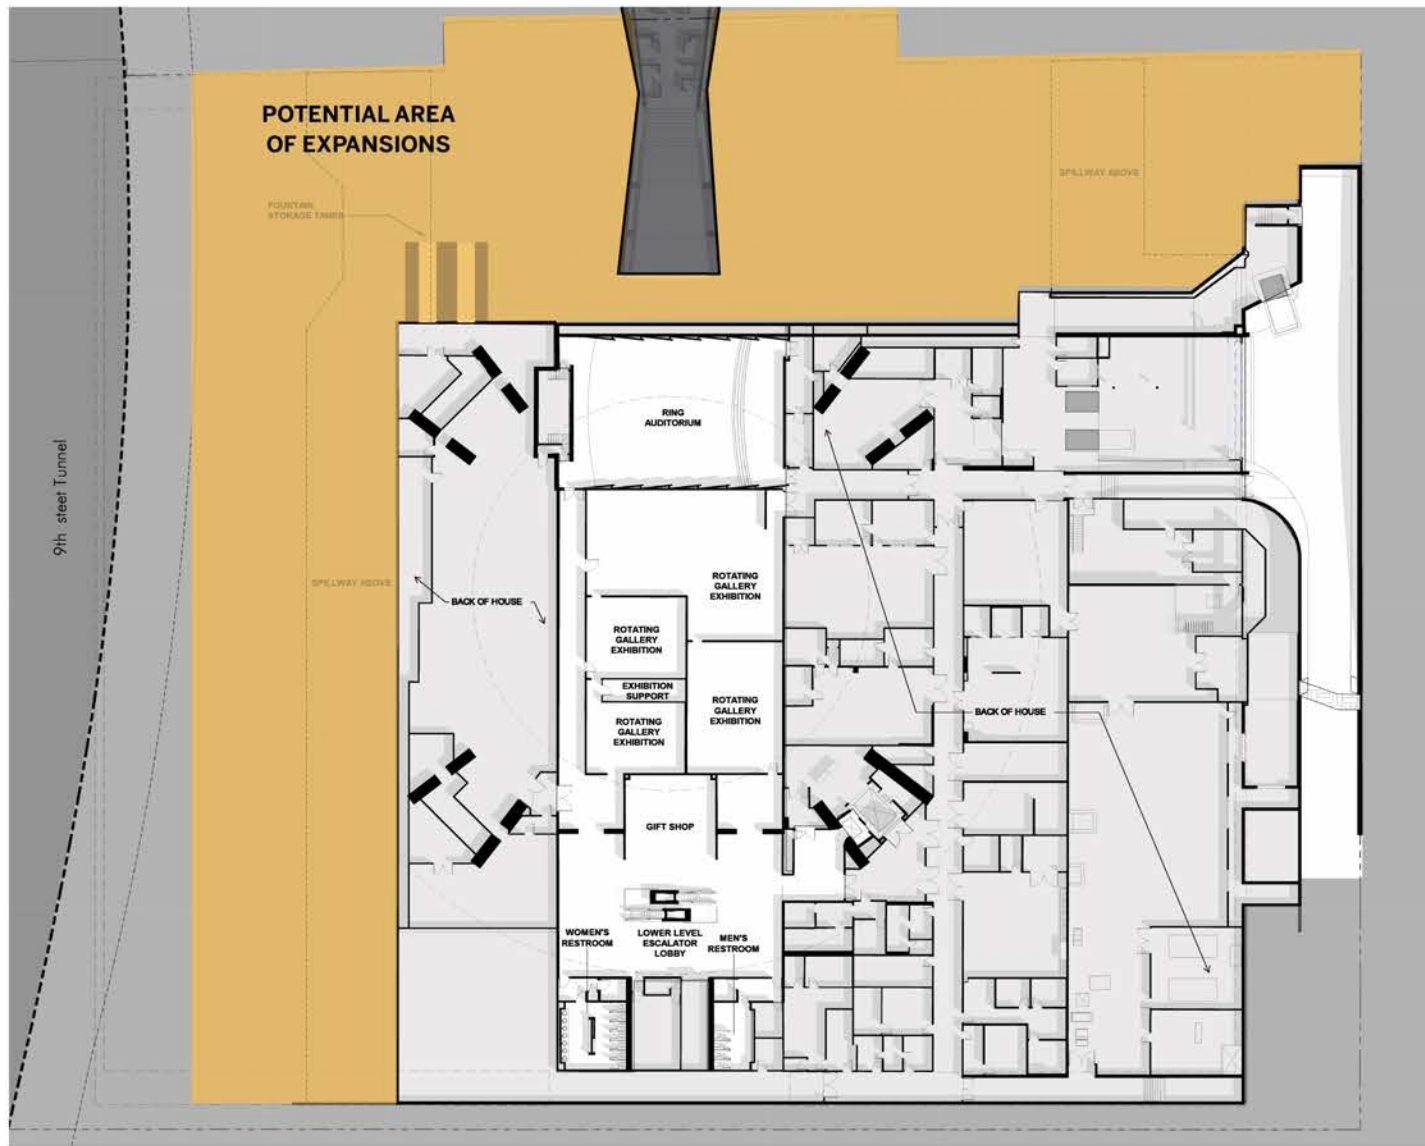 POTENTIAL AREA
OF EXPANSIONS
FOUNTAIN
STORAGE TANKS
SPILLWAY ABOVE
9th steet Tunnel
RING
AUDITORIUM
SPILLWAY ABOVE
BACK OF HOUSE
ROTATING
GALLERY
EXHIBITION
ROTATING
GALLERY
EXHIBITION
EXHIBITION
SUPPORT
ROTATING
GALLERY
EXHIBITION
ROTATING
GALLERY
EXHIBITION
BACK OF HOUSE
GIFT SHOP
WOMEN'S
RESTROOM
LOWER LEVEL
ESCALATOR
LOBBY
MEN'S
RESTROOM